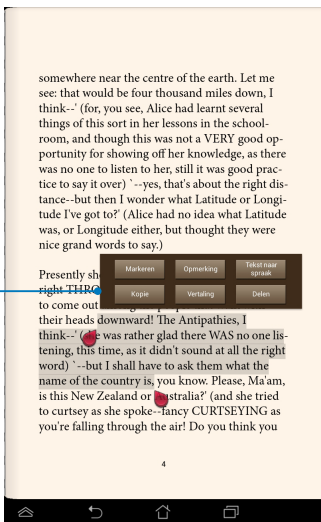 somewhere near the centre of the earth. Let me
see: that would be four thousand miles down, I
think--' (for, you see, Alice had learnt several
things of this sort in her lessons in the school-
room, and though this was not a VERY good op-
portunity for showing off her knowledge, as there
was no one to listen to her, still it was good prac-
tice to say it over) `--yes, that's about the right dis-
tance--but then I wonder what Latitude or Longi-
tude I've got to?' (Alice had no idea what Latitude
was, or Longitude either, but thought they were
nice grand words to say.)
Presently sh
right THRO
Markeren Opmerking Tekst naar spraak
Kopie Vertaling Delen
to come out
their heads downward! The Antipathies, I
think--' ( e was rather glad there WAS no one lis-
tening, this time, as it didn't sound at all the right
word) `--but I shall have to ask them what the
name of the country is, you know. Please, Ma'am,
is this New Zealand or Australia?' (and she tried
to curtsey as she spoke--fancy CURTSEYING as
you're falling through the air! Do you think you
4